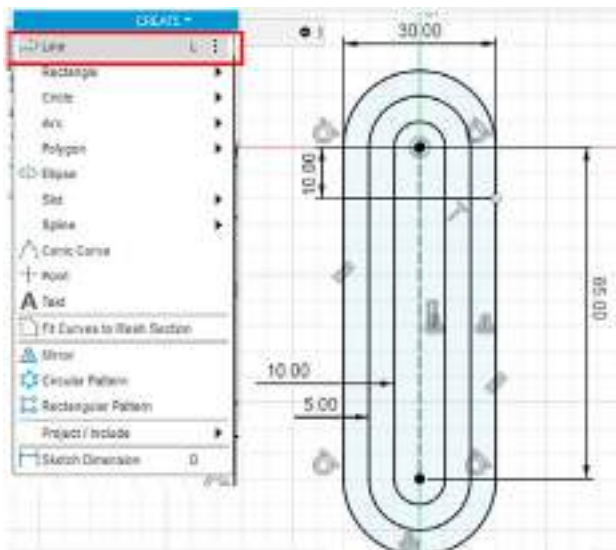 CREATE
Line L
Rectangle
Circle
Arc
Polygon
Ellipse
Slot
Spline
Conic Curve
Point
A Text
Fit Curves to Mesh Section
Mirror
Circular Pattern
Rectangular Pattern
Project / Include
Sketch Dimension D
30.00
10.00
85.00
10.00
5.00